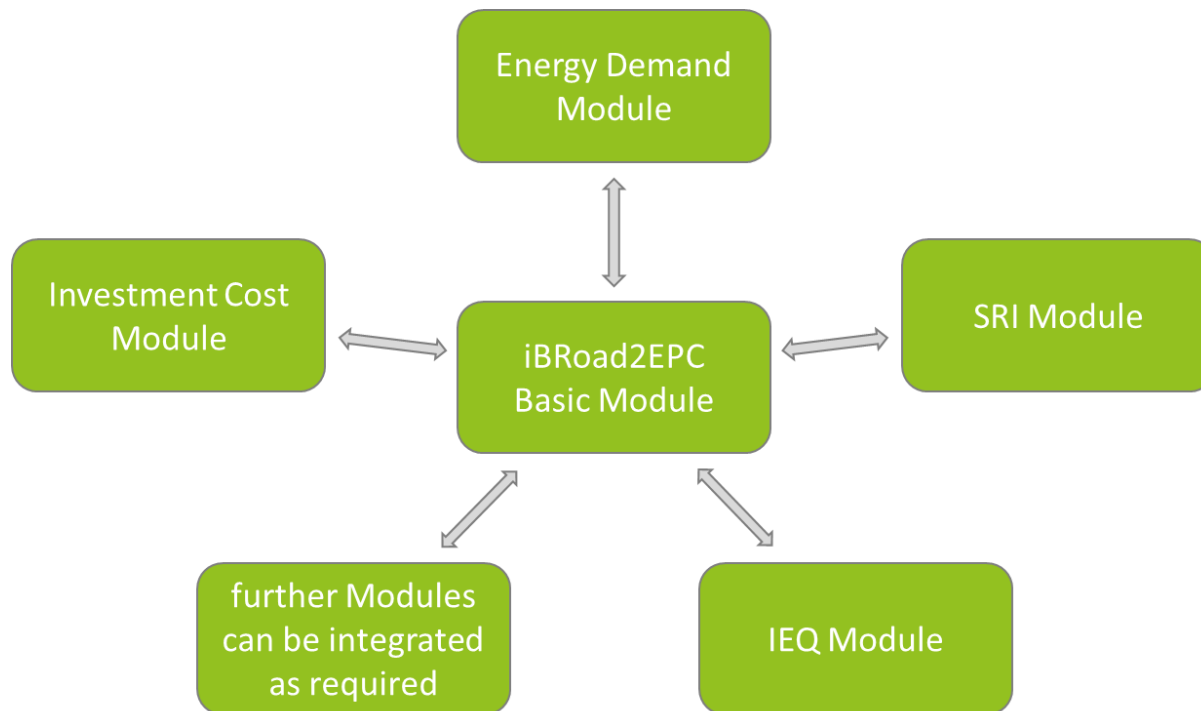 Energy Demand
Module
Investment Cost
Module
SRI Module
iBRoad2EPC
Basic Module
further Modules
can be integrated
as required
IEQ Module